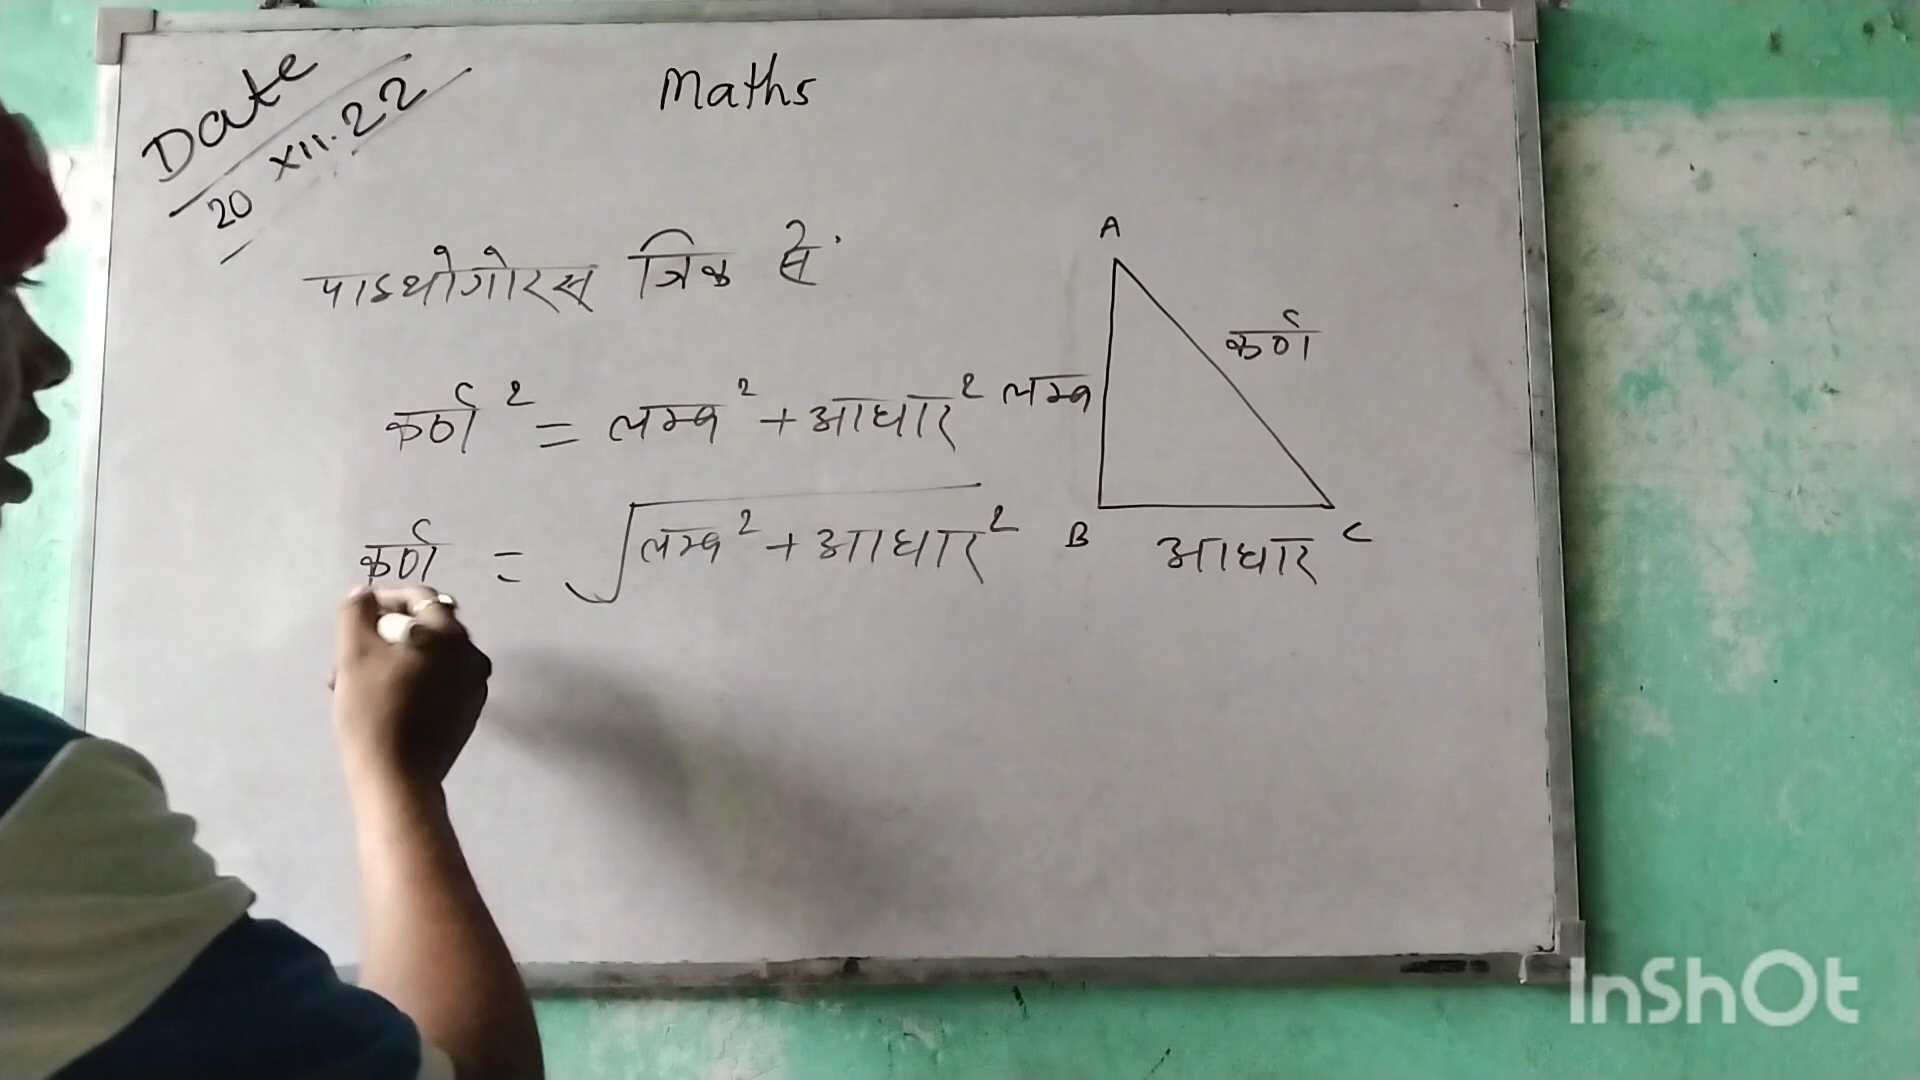 Date
20 XII.22
Maths
पाइथोगोरस त्रिक से.
कर्ण² = लम्ब² + आधार²
कर्ण = √लम्ब² + आधार²
A
कर्ण
लम्ब
B
आधार
C
InShOt